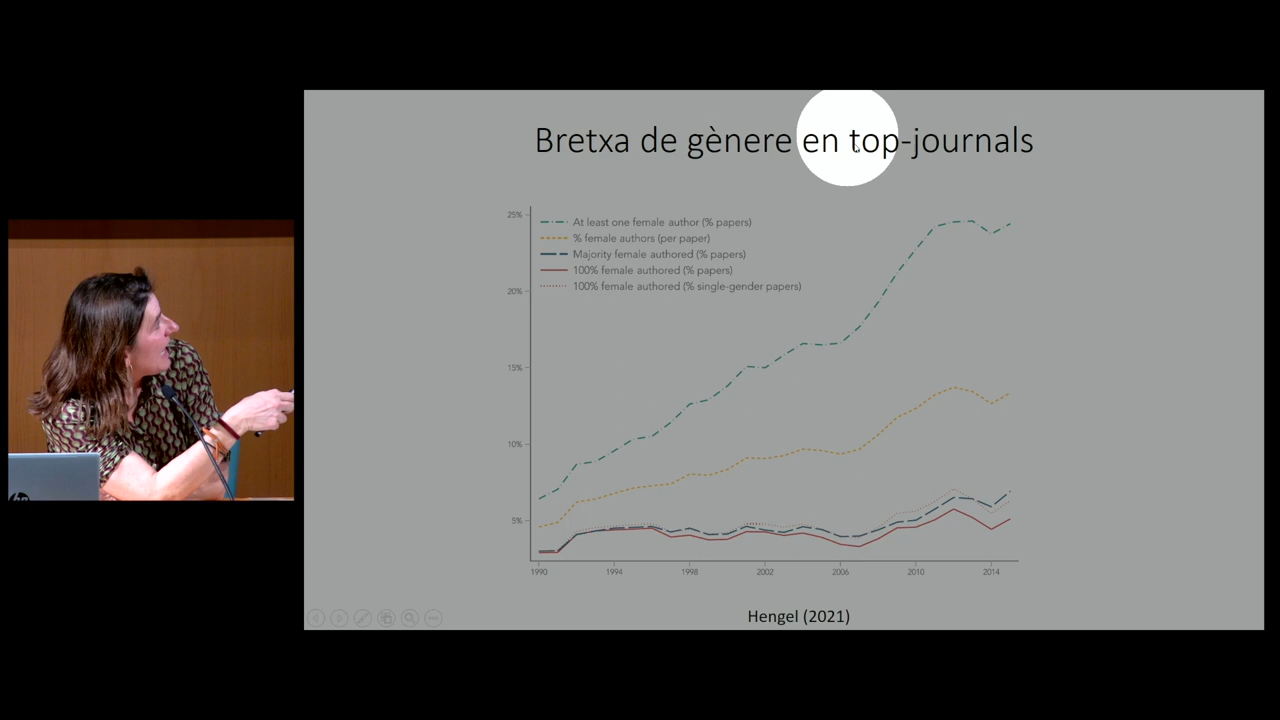 Bretxa de gènere en top-journals
25%
20%
15%
10%
5%
At least one female author (% papers)
% female authors (per paper)
Majority female authored (% papers)
100% female authored (% papers)
100% female authored (% single-gender papers)
1990 1994 1998 2002 2006 2010 2014
Hengel (2021)
hp